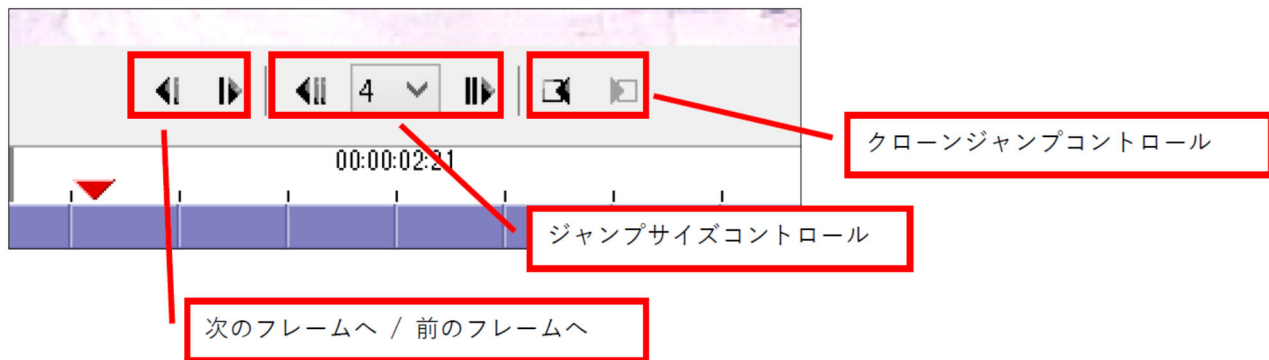 4
00:00:02:21
クローンジャンプコントロール
ジャンプサイズコントロール
次のフレームへ / 前のフレームへ